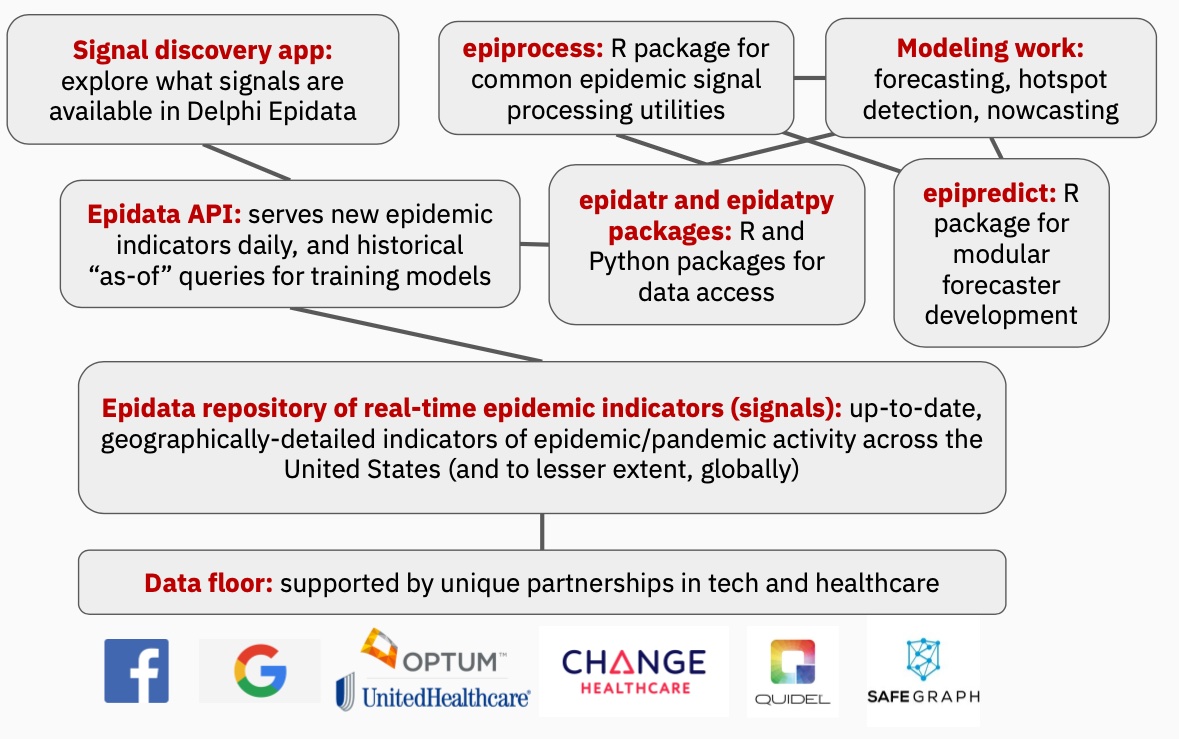 Signal discovery app:
explore what signals are
available in Delphi Epidata
epiprocess: R package for
common epidemic signal
processing utilities
Modeling work:
forecasting, hotspot
detection, nowcasting
Epidata API: serves new epidemic
indicators daily, and historical
“as-of” queries for training models
epidatr and epidatpy
packages: R and
Python packages for
data access
epipredict: R
package for
modular
forecaster
development
Epidata repository of real-time epidemic indicators (signals): up-to-date,
geographically-detailed indicators of epidemic/pandemic activity across the
United States (and to lesser extent, globally)
Data floor: supported by unique partnerships in tech and healthcare
f
G
OPTUM™
UnitedHealthcare®
CHANGE
HEALTHCARE
QUIDEL
SAFEGRAPH